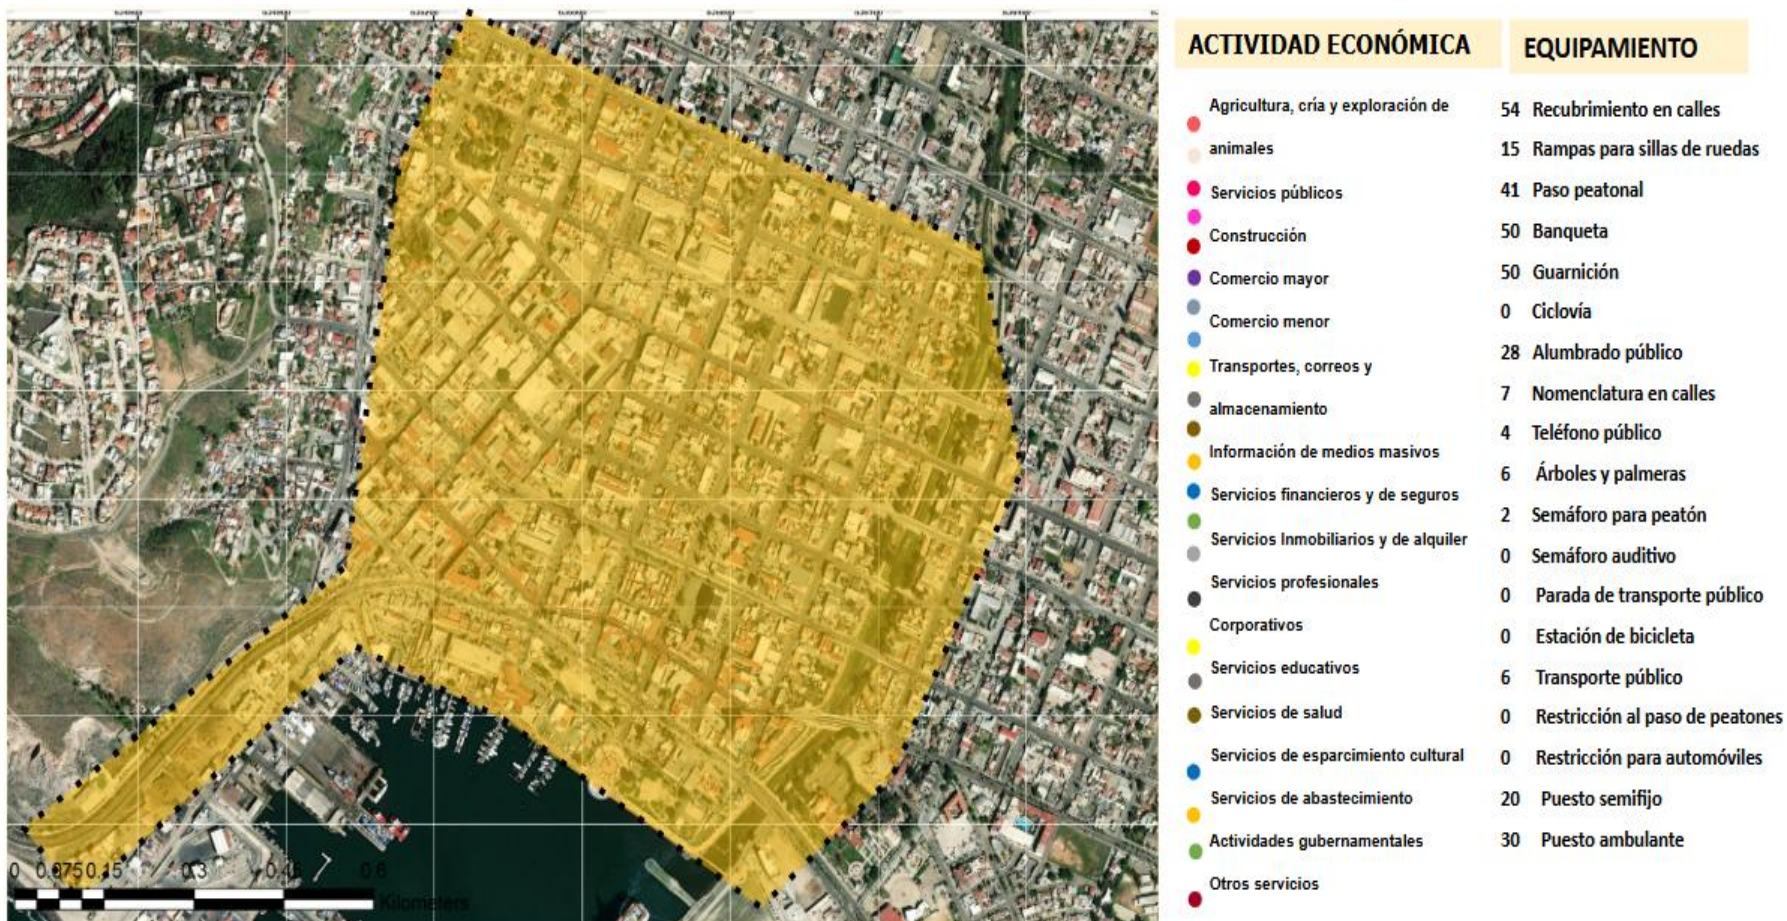 ACTIVIDAD ECONÓMICA
Agricultura, cría y exploración de
animales
Servicios públicos
Construcción
Comercio mayor
Comercio menor
Transportes, correos y
almacenamiento
Información de medios masivos
Servicios financieros y de seguros
Servicios Inmobiliarios y de alquiler
Servicios profesionales
Corporativos
Servicios educativos
Servicios de salud
Servicios de esparcimiento cultural
Servicios de abastecimiento
Actividades gubernamentales
Otros servicios
EQUIPAMIENTO
54 Recubrimiento en calles
15 Rampas para sillas de ruedas
41 Paso peatonal
50 Banqueta
50 Guarnición
0 Ciclovía
28 Alumbrado público
7 Nomenclatura en calles
4 Teléfono público
6 Árboles y palmeras
2 Semáforo para peatón
0 Semáforo auditivo
0 Parada de transporte público
0 Estación de bicicleta
6 Transporte público
0 Restricción al paso de peatones
0 Restricción para automóviles
20 Puesto semifijo
30 Puesto ambulante
0 0.075 0.15 0.3 0.45 0.6
Kilometers